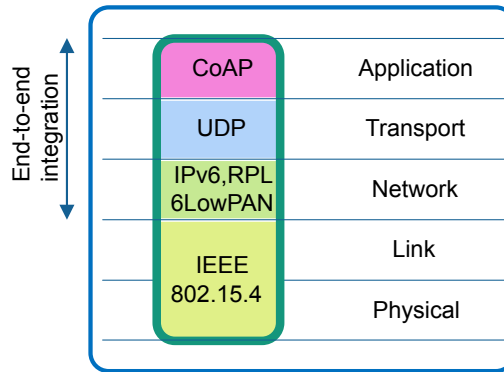 End-to-end
integration
CoAP
Application
UDP
Transport
IPv6,RPL
6LowPAN
Network
IEEE
802.15.4
Link
Physical